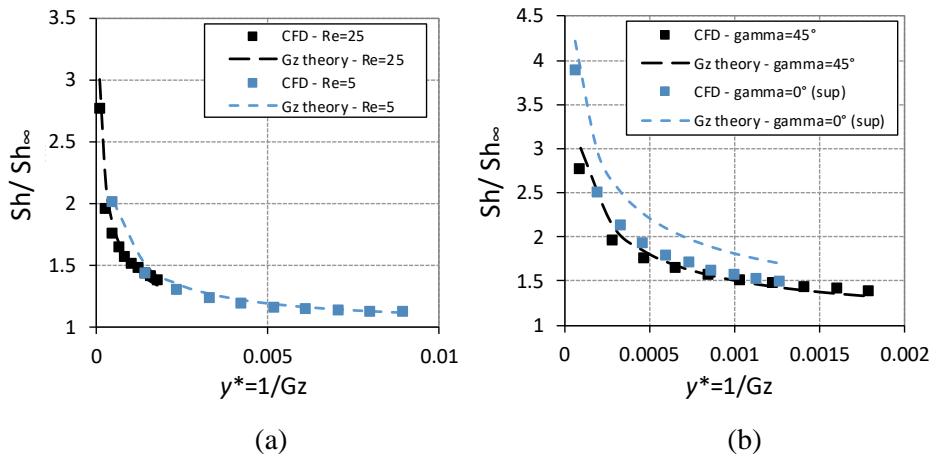 3.5
3
2.5
2
1.5
1
Sh/ Sh∞
0
0.005
0.01
y*=1/Gz
CFD - Re=25
Gz theory - Re=25
CFD - Re=5
Gz theory - Re=5
(a)
4.5
4
3.5
3
2.5
2
1.5
1
Sh/ Sh∞
0
0.0005
0.001
0.0015
0.002
y*=1/Gz
CFD - gamma=45°
Gz theory - gamma=45°
CFD - gamma=0° (sup)
Gz theory - gamma=0° (sup)
(b)